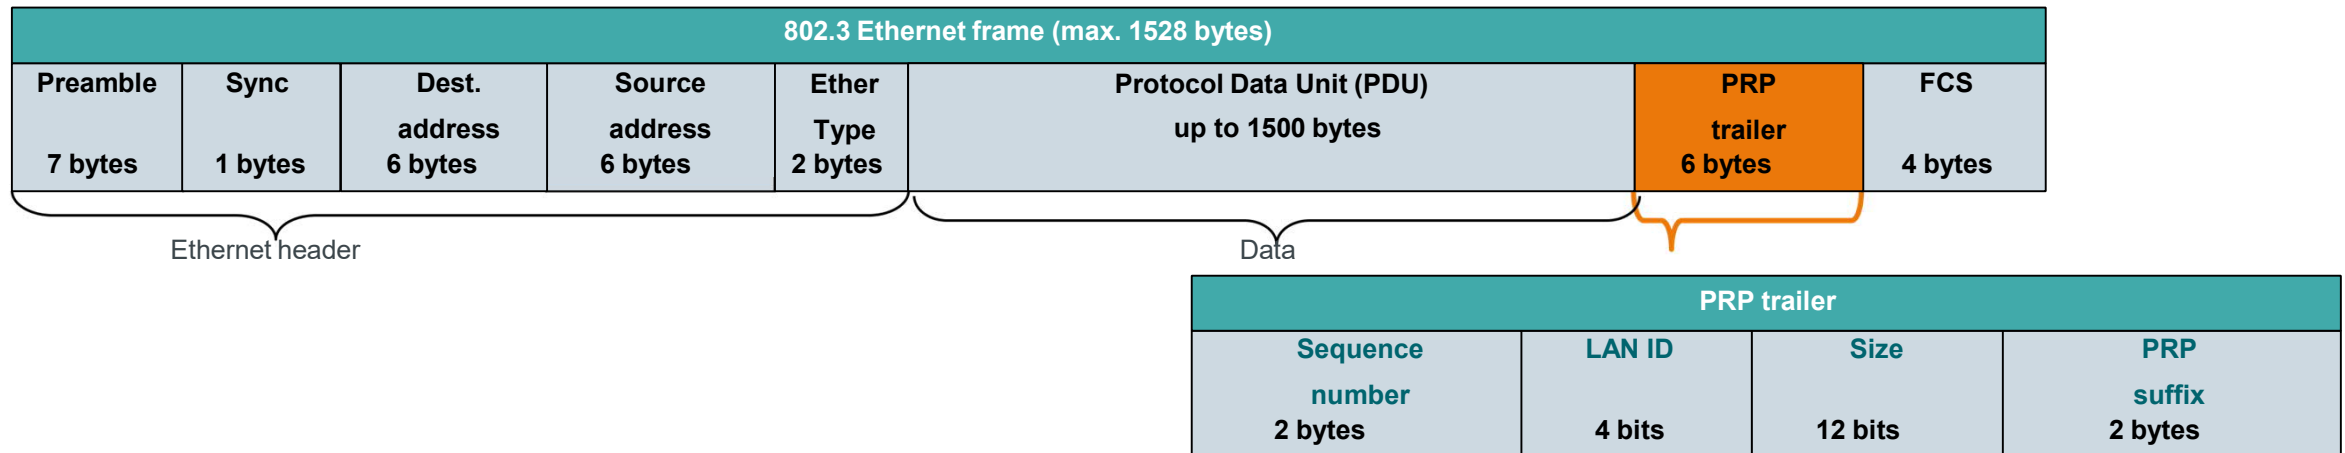 802.3 Ethernet frame (max. 1528 bytes)
Preamble Sync Dest. Source Ether Protocol Data Unit (PDU) PRP FCS
address address Type up to 1500 bytes trailer
7 bytes 1 bytes 6 bytes 6 bytes 2 bytes 6 bytes 4 bytes
Ethernet header Data
PRP trailer
Sequence LAN ID Size PRP
number suffix
2 bytes 4 bits 12 bits 2 bytes